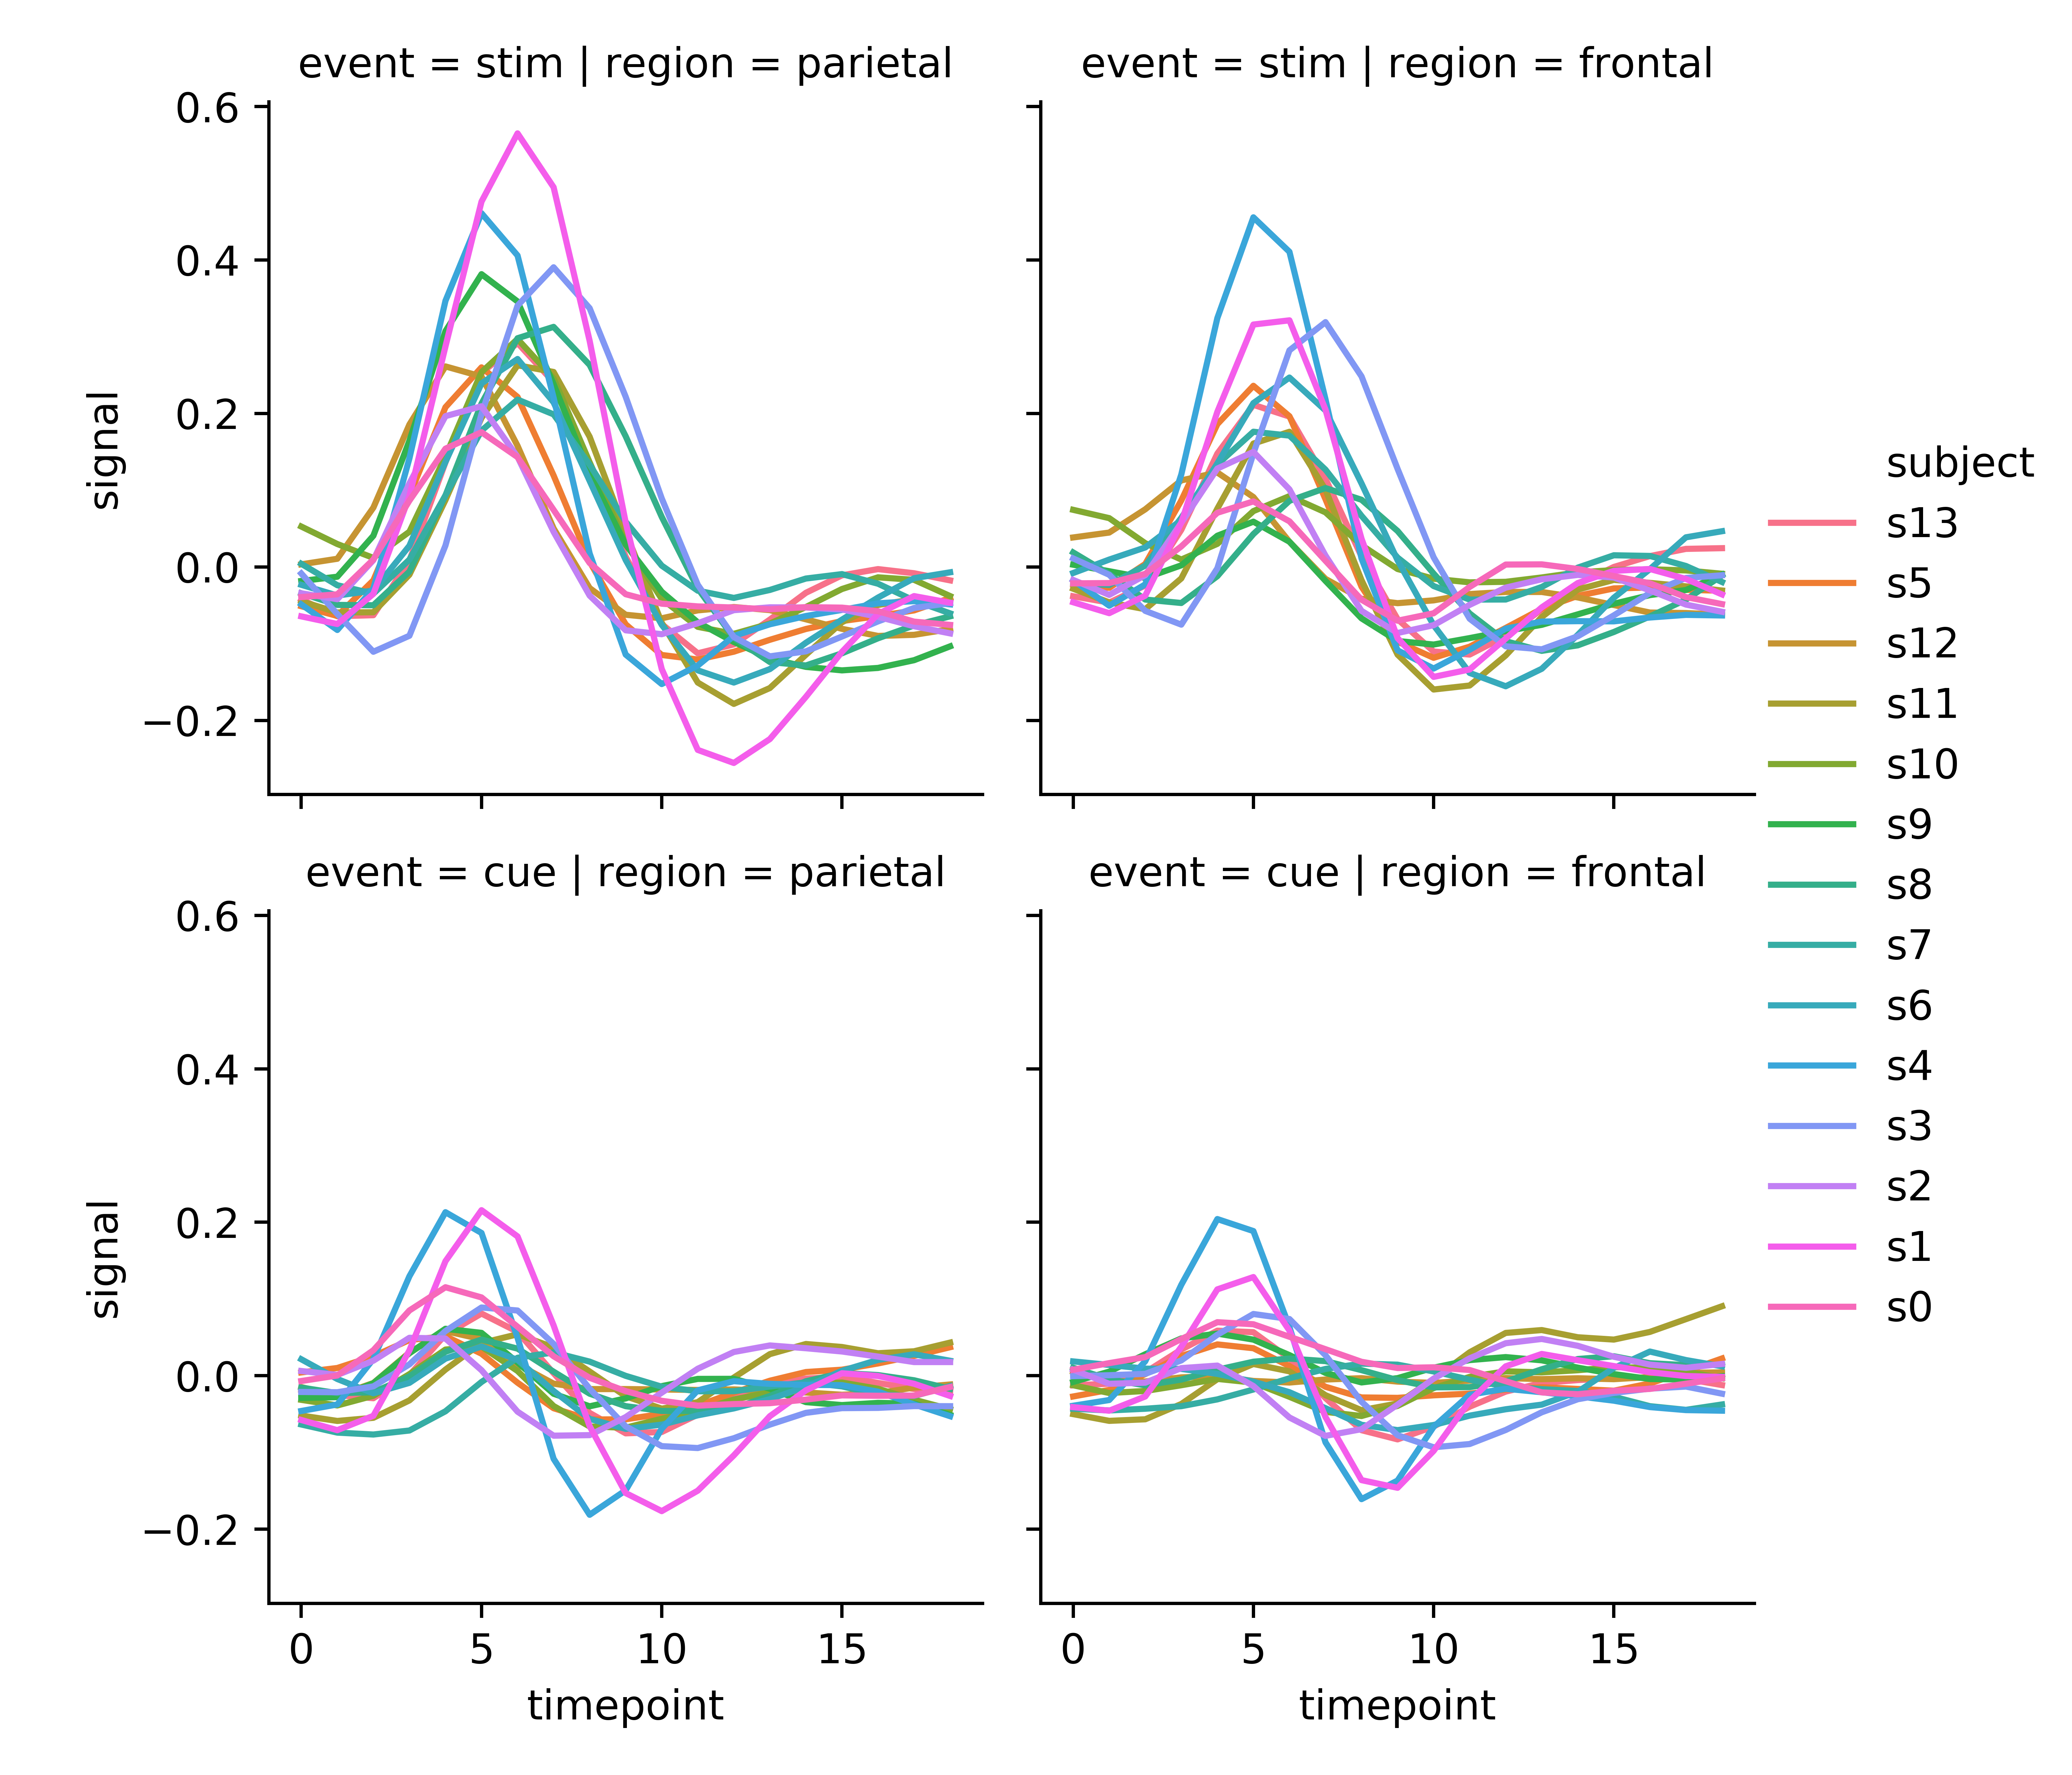 event = stim | region = parietal
event = stim | region = frontal
0.6
0.4
0.2
0.0
−0.2
signal
event = cue | region = parietal
event = cue | region = frontal
0.6
0.4
0.2
0.0
−0.2
signal
0 5 10 15
0 5 10 15
timepoint
timepoint
subject
s13
s5
s12
s11
s10
s9
s8
s7
s6
s4
s3
s2
s1
s0